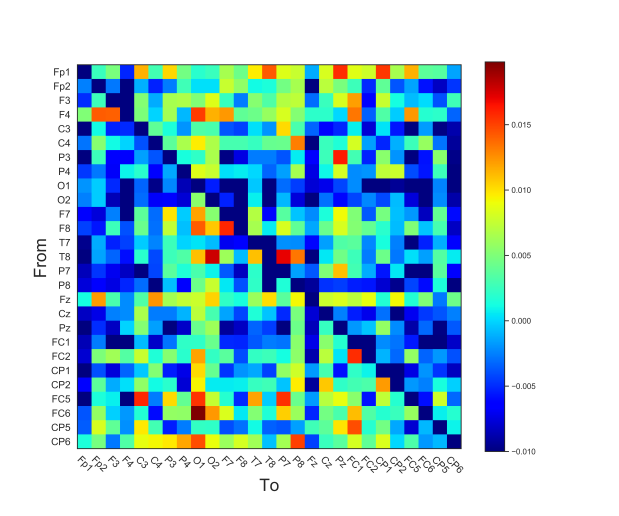 From
Fp1
Fp2
F3
F4
C3
C4
P3
P4
O1
O2
F7
F8
T7
T8
P7
P8
Fz
Cz
Pz
FC1
FC2
CP1
CP2
FC5
FC6
CP5
CP6
Fp1 Fp2 F3 F4 C3 C4 P3 P4 O1 O2 F7 F8 T7 T8 P7 P8 Fz Cz Pz FC1 FC2 CP1 CP2 FC5 FC6 CP5 CP6
To
0.015
0.010
0.005
0.000
−0.005
−0.010